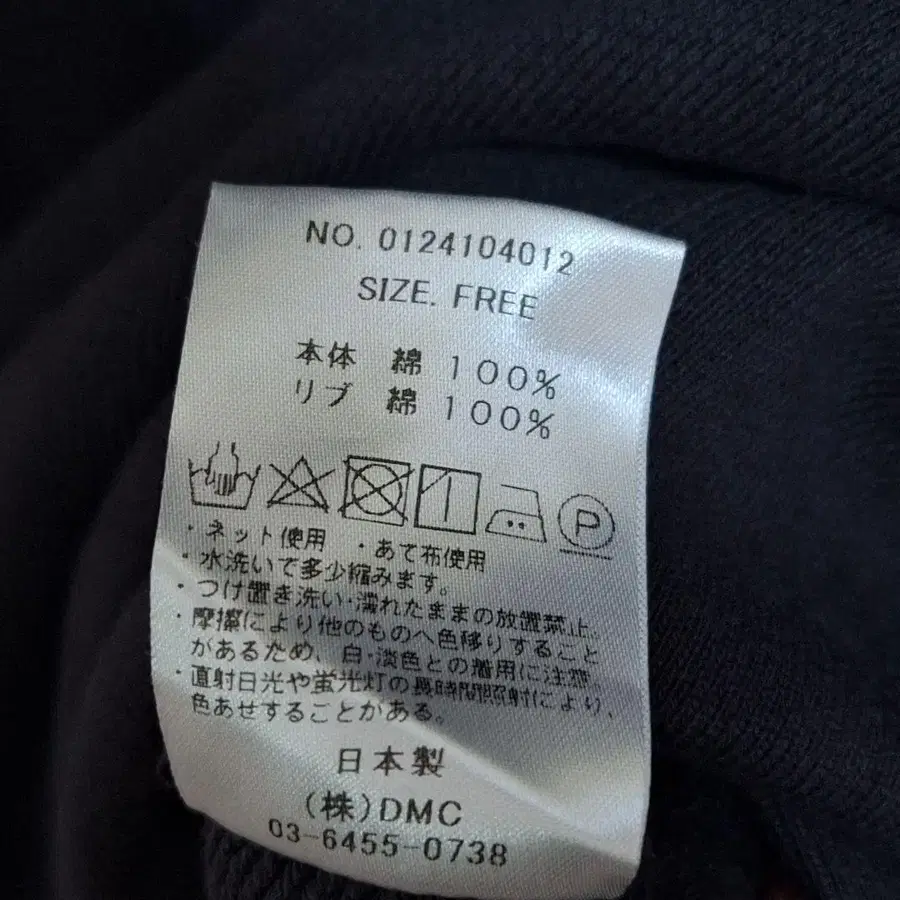 NO. 0124104012
SIZE. FREE
本体 綿 100%
リブ 綿 100%
P
・ネット使用 ・あて布使用
・水洗いで多少縮みます。
・つけ置き洗い・濡れたままの放置禁止。
・摩擦により他のものへ色移りすること
があるため、白・淡色との着用に注意
・直射日光や蛍光灯の長時間照射により、
色あせすることがある。
日本製
(株)DMC
03-6455-0738